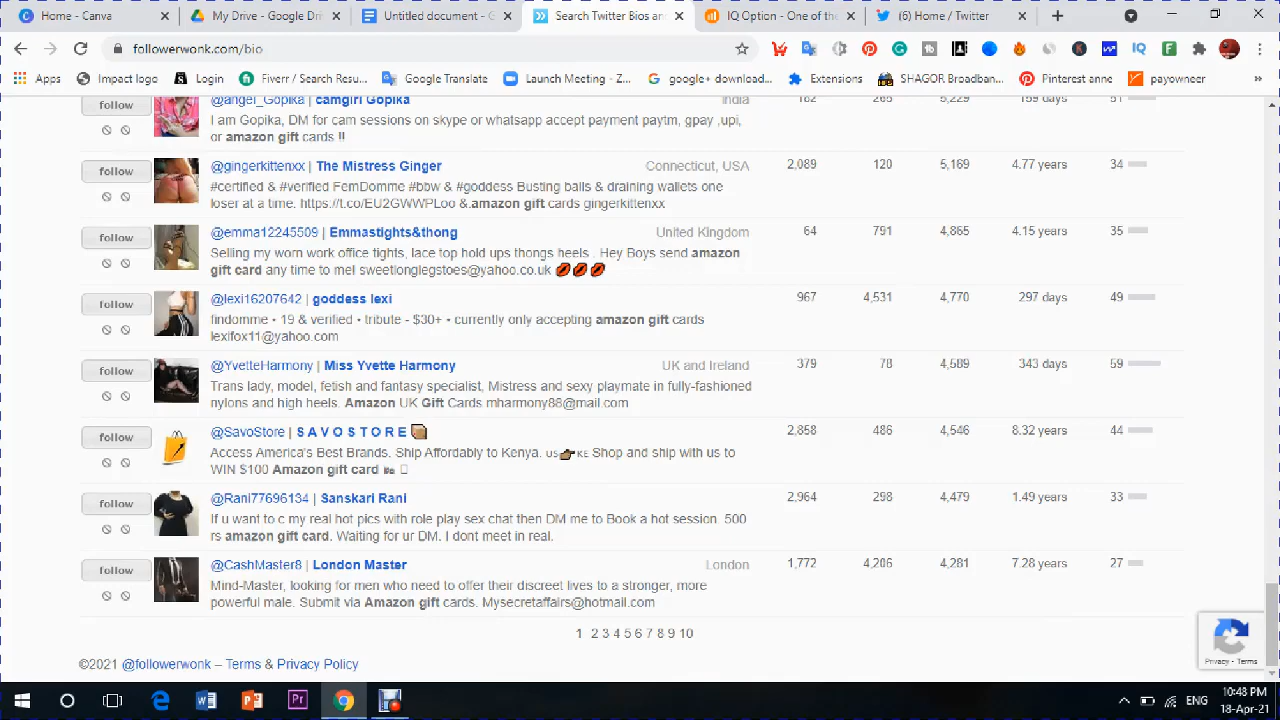 Home - Canva
My Drive - Google Dri
Untitled document - G
Search Twitter Bios an
IQ Option - One of the
(6) Home / Twitter
followerwonk.com/bio
Apps
Impact logo
Login
Fiverr / Search Resu...
Google Translate
Launch Meeting - Z...
google+ download...
Extensions
SHAGOR Broadban...
Pinterest anne
payowneer
follow @angel_Gopika | camgirl Gopika India 182 265 5,229 159 days 51
I am Gopika, DM for cam sessions on skype or whatsapp accept payment paytm, gpay ,upi,
or amazon gift cards !!
follow @gingerkittenxx | The Mistress Ginger Connecticut, USA 2,089 120 5,169 4.77 years 34
#certified & #verified FemDomme #bbw & #goddess Busting balls & draining wallets one
loser at a time. https://t.co/EU2GWWPLoo &.amazon gift cards gingerkittenxx
follow @emma12245509 | Emmastights&thong United Kingdom 64 791 4,865 4.15 years 35
Selling my worn work office tights, lace top hold ups thongs heels . Hey Boys send amazon
gift card any time to me! sweetlonglegstoes@yahoo.co.uk
follow @lexi16207642 | goddess lexi 967 4,531 4,770 297 days 49
findomme • 19 & verified • tribute - $30+ • currently only accepting amazon gift cards
lexifox11@yahoo.com
follow @YvetteHarmony | Miss Yvette Harmony UK and Ireland 379 78 4,589 343 days 59
Trans lady, model, fetish and fantasy specialist, Mistress and sexy playmate in fully-fashioned
nylons and high heels. Amazon UK Gift Cards mharmony88@mail.com
follow @SavoStore | S A V O S T O R E 2,858 486 4,546 8.32 years 44
Access America's Best Brands. Ship Affordably to Kenya. US KE Shop and ship with us to
WIN $100 Amazon gift card
follow @Rani77696134 | Sanskari Rani 2,964 298 4,479 1.49 years 33
If u want to c my real hot pics with role play sex chat then DM me to Book a hot session. 500
rs amazon gift card. Waiting for ur DM. I dont meet in real.
follow @CashMaster8 | London Master London 1,772 4,206 4,281 7.28 years 27
Mind-Master, looking for men who need to offer their discreet lives to a stronger, more
powerful male. Submit via Amazon gift cards. Mysecretaffairs@hotmail.com
1 2 3 4 5 6 7 8 9 10
©2021 @followerwonk – Terms & Privacy Policy
Privacy - Terms
ENG
10:48 PM
18-Apr-21